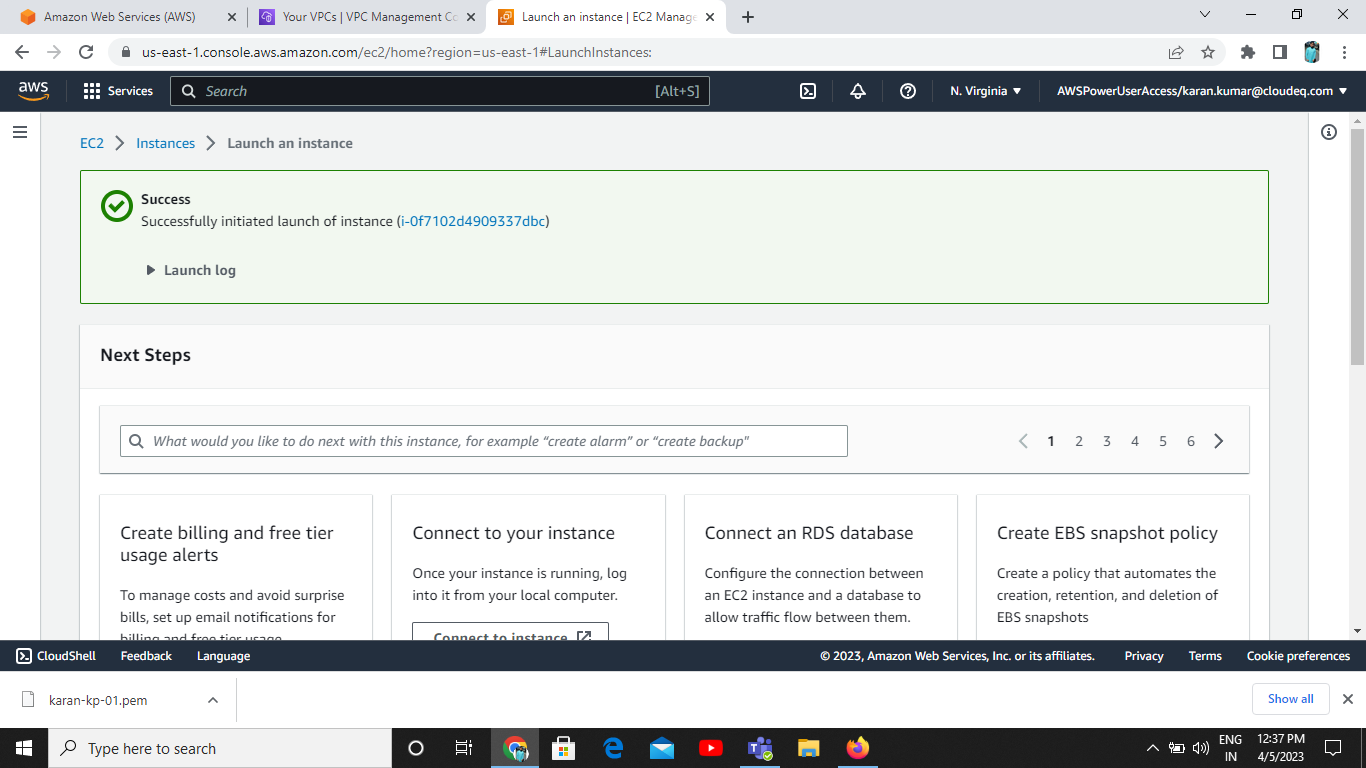 Amazon Web Services (AWS)
Your VPCs | VPC Management Co
Launch an instance | EC2 Manage
us-east-1.console.aws.amazon.com/ec2/home?region=us-east-1#LaunchInstances:
aws
Services
Search
[Alt+S]
N. Virginia
AWSPowerUserAccess/karan.kumar@cloudeq.com
EC2
Instances
Launch an instance
Success
Successfully initiated launch of instance (i-0f7102d4909337dbc)
Launch log
Next Steps
What would you like to do next with this instance, for example “create alarm” or “create backup"
1 2 3 4 5 6
Create billing and free tier
usage alerts
To manage costs and avoid surprise
bills, set up email notifications for
billing and free tier usage
Connect to your instance
Once your instance is running, log
into it from your local computer.
Connect to instance
Connect an RDS database
Configure the connection between
an EC2 instance and a database to
allow traffic flow between them.
Create EBS snapshot policy
Create a policy that automates the
creation, retention, and deletion of
EBS snapshots
CloudShell
Feedback
Language
© 2023, Amazon Web Services, Inc. or its affiliates.
Privacy
Terms
Cookie preferences
karan-kp-01.pem
Show all
Type here to search
ENG
IN
12:37 PM
4/5/2023